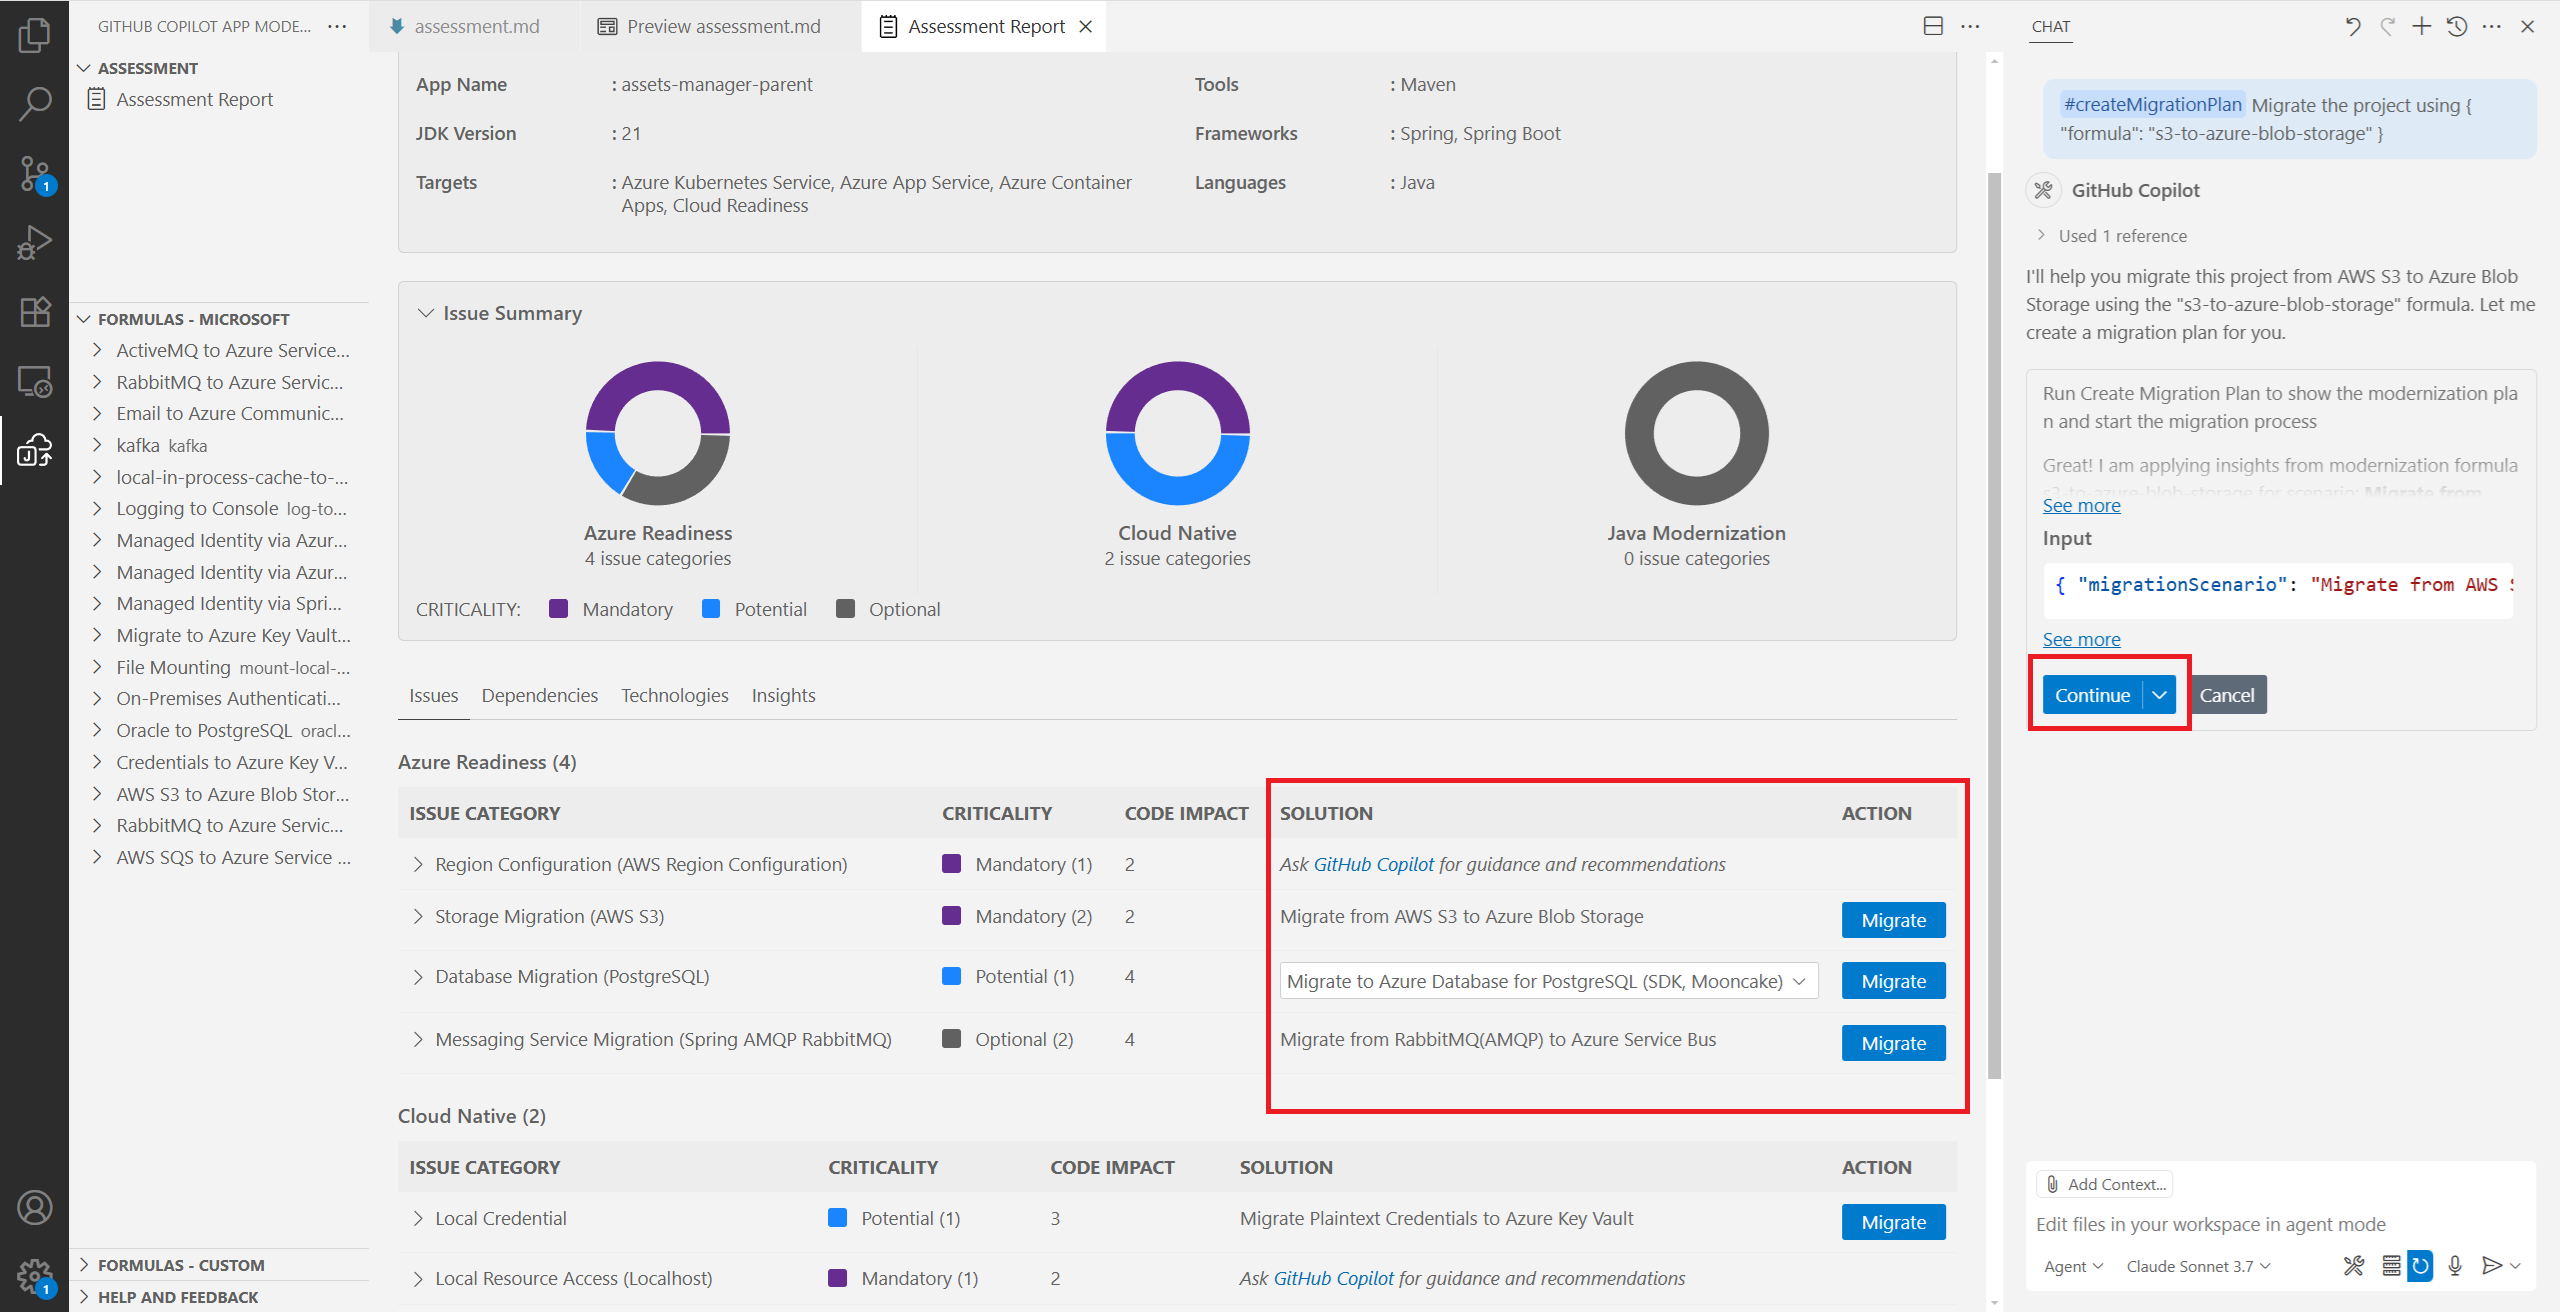 GITHUB COPILOT APP MODE...
ASSESSMENT
Assessment Report
FORMULAS - MICROSOFT
ActiveMQ to Azure Service...
RabbitMQ to Azure Servic...
Email to Azure Communic...
kafka kafka
local-in-process-cache-to-...
Logging to Console log-to...
Managed Identity via Azur...
Managed Identity via Azur...
Managed Identity via Spri...
Migrate to Azure Key Vault...
File Mounting mount-local-...
On-Premises Authenticati...
Oracle to PostgreSQL oracl...
Credentials to Azure Key V...
AWS S3 to Azure Blob Stor...
RabbitMQ to Azure Servic...
AWS SQS to Azure Service ...
FORMULAS - CUSTOM
HELP AND FEEDBACK
1
1
assessment.md
Preview assessment.md
Assessment Report
App Name : assets-manager-parent Tools : Maven
JDK Version : 21 Frameworks : Spring, Spring Boot
Targets : Azure Kubernetes Service, Azure App Service, Azure Container Languages : Java
Apps, Cloud Readiness
Issue Summary
Azure Readiness Cloud Native Java Modernization
4 issue categories 2 issue categories 0 issue categories
CRITICALITY: Mandatory Potential Optional
Issues Dependencies Technologies Insights
Azure Readiness (4)
ISSUE CATEGORY CRITICALITY CODE IMPACT SOLUTION ACTION
Region Configuration (AWS Region Configuration) Mandatory (1) 2 Ask GitHub Copilot for guidance and recommendations
Storage Migration (AWS S3) Mandatory (2) 2 Migrate from AWS S3 to Azure Blob Storage Migrate
Database Migration (PostgreSQL) Potential (1) 4 Migrate to Azure Database for PostgreSQL (SDK, Mooncake) Migrate
Messaging Service Migration (Spring AMQP RabbitMQ) Optional (2) 4 Migrate from RabbitMQ(AMQP) to Azure Service Bus Migrate
Cloud Native (2)
ISSUE CATEGORY CRITICALITY CODE IMPACT SOLUTION ACTION
Local Credential Potential (1) 3 Migrate Plaintext Credentials to Azure Key Vault Migrate
Local Resource Access (Localhost) Mandatory (1) 2 Ask GitHub Copilot for guidance and recommendations
CHAT
#createMigrationPlan Migrate the project using {
"formula": "s3-to-azure-blob-storage" }
GitHub Copilot
Used 1 reference
I'll help you migrate this project from AWS S3 to Azure Blob
Storage using the "s3-to-azure-blob-storage" formula. Let me
create a migration plan for you.
Run Create Migration Plan to show the modernization pla
n and start the migration process
Great! I am applying insights from modernization formula
s3-to-azure-blob-storage for scenario: Migrate from
See more
Input
{ "migrationScenario": "Migrate from AWS
See more
Continue Cancel
Add Context...
Edit files in your workspace in agent mode
Agent Claude Sonnet 3.7